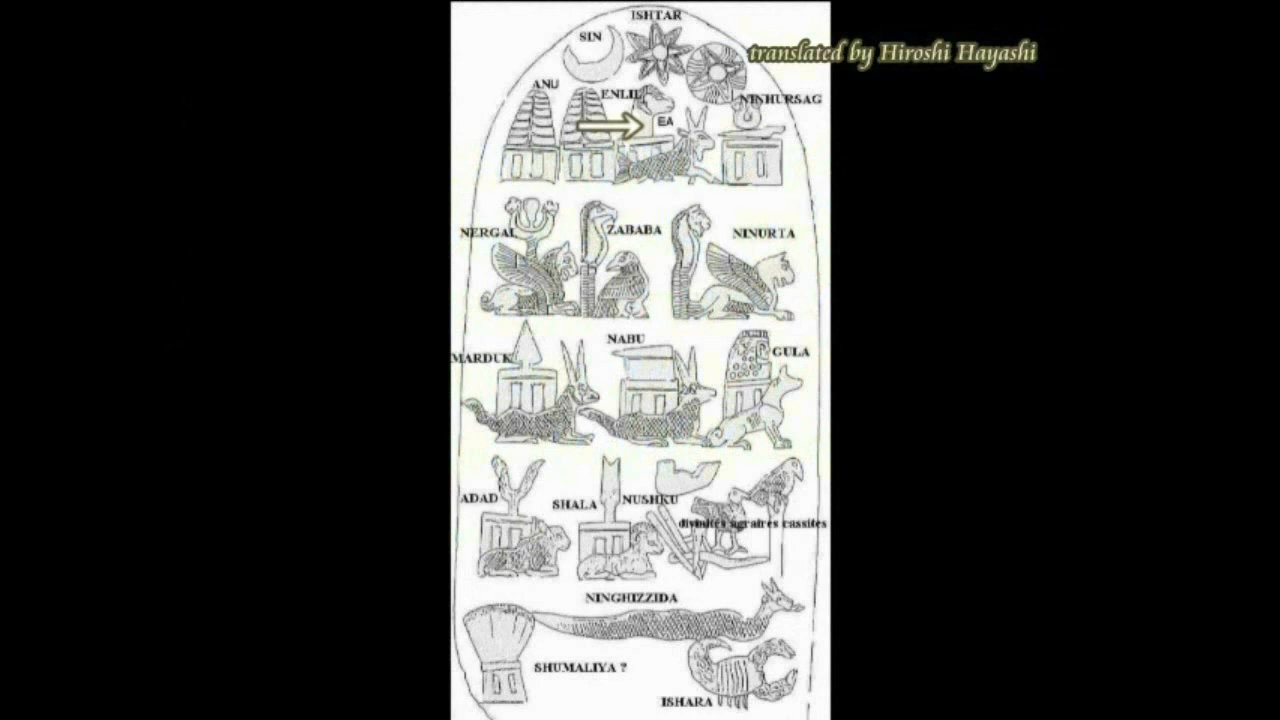 ISHTAR
SIN
translated by Hiroshi Hayashi
ANU
ENLIL
NINHURSAG
EA
NERGAL
ZABABA
NINURTA
MARDUK
NABU
GULA
ADAD
SHALA
NUSHKU
divinités agraires cassites
NINGHIZZIDA
SHUMALIYA ?
ISHARA